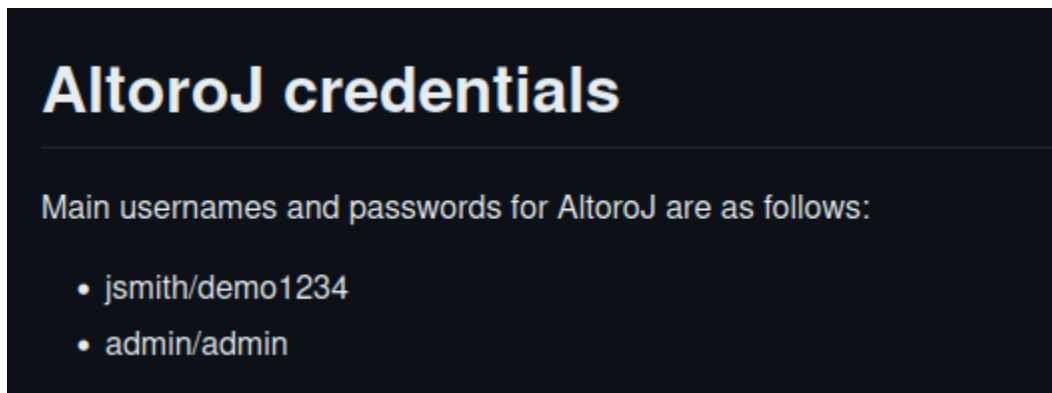 AltoroJ credentials
Main usernames and passwords for AltoroJ are as follows:
• jsmith/demo1234
• admin/admin